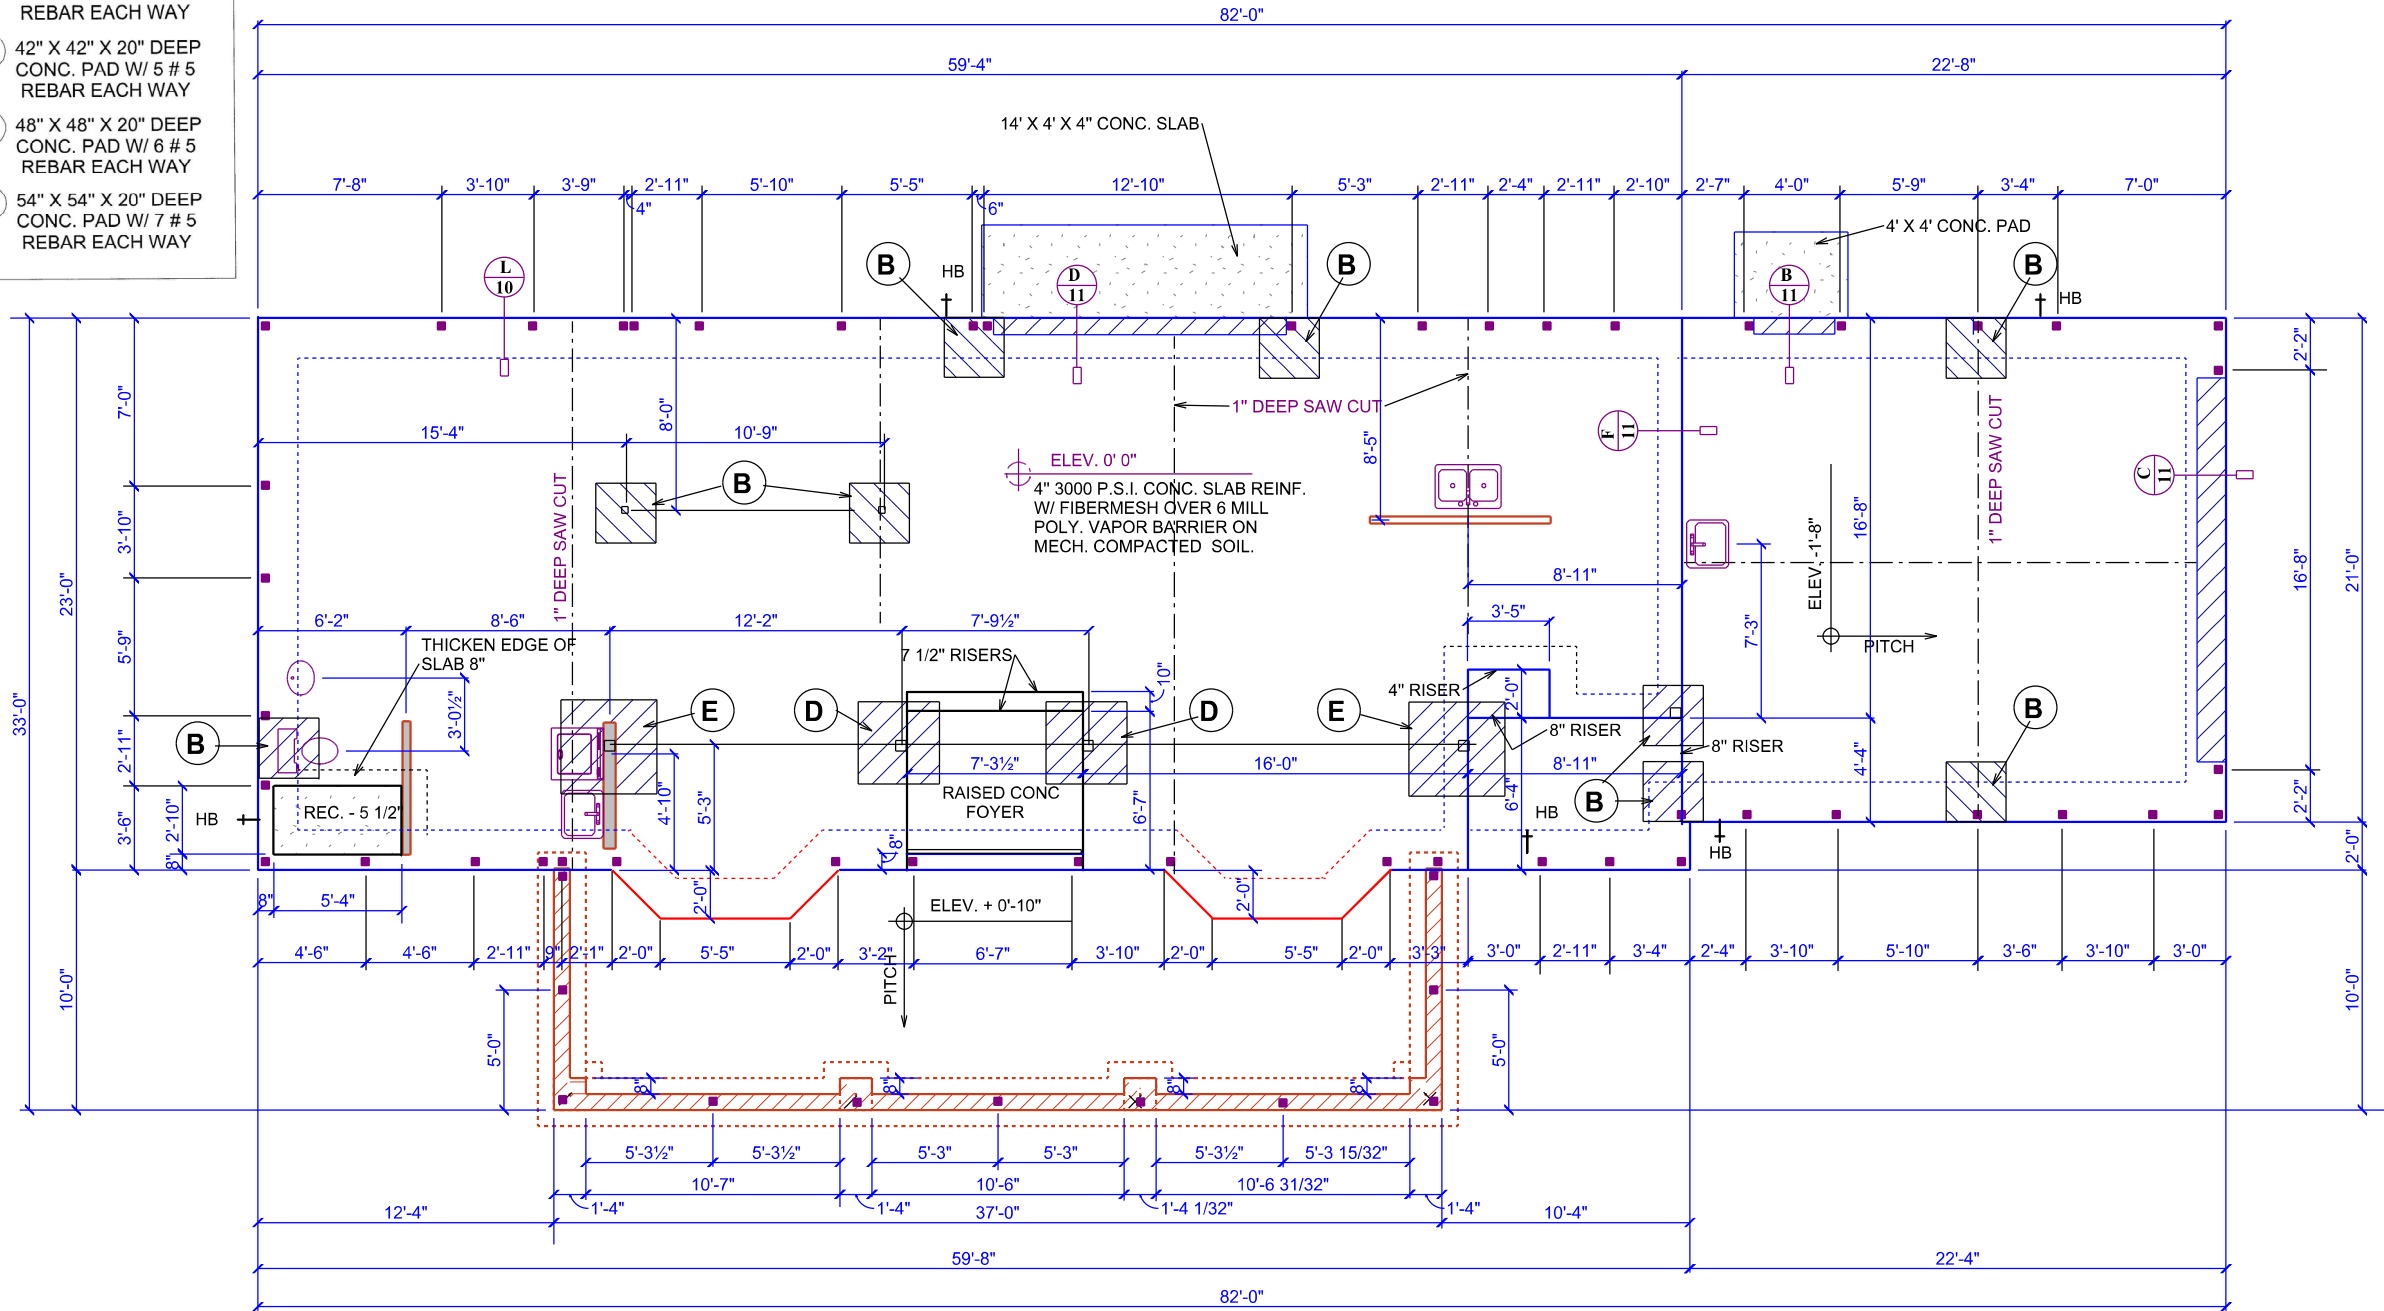 REBAR EACH WAY
42" X 42" X 20" DEEP
CONC. PAD W/ 5 # 5
REBAR EACH WAY
48" X 48" X 20" DEEP
CONC. PAD W/ 6 # 5
REBAR EACH WAY
54" X 54" X 20" DEEP
CONC. PAD W/ 7 # 5
REBAR EACH WAY
82'-0"
59'-4" 22'-8"
14' X 4' X 4" CONC. SLAB
7'-8" 3'-10" 3'-9" 4" 2'-11" 5'-10" 5'-5" 6" 12'-10" 5'-3" 2'-11" 2'-4" 2'-11" 2'-10" 2'-7" 4'-0" 5'-9" 3'-4" 7'-0"
4' X 4' CONC. PAD
L
10
B
HB
D
11
B
B
11
B
HB
1" DEEP SAW CUT
8'-0"
8'-5"
15'-4" 10'-9"
B
F
11
C
11
ELEV. 0' 0"
4" 3000 P.S.I. CONC. SLAB REINF.
W/ FIBERMESH OVER 6 MILL
POLY. VAPOR BARRIER ON
MECH. COMPACTED SOIL.
1" DEEP SAW CUT
1" DEEP SAW CUT
ELEV. -1'-8"
PITCH
16'-8"
7'-3"
4'-4"
2'-2"
16'-8"
2'-2"
21'-0"
2'-0"
10'-0"
33'-0"
23'-0"
10'-0"
7'-0"
3'-10"
5'-9"
2'-11"
3'-6"
2'-10"
8"
8'-11"
3'-5"
6'-2" 8'-6" 12'-2" 7'-9½"
THICKEN EDGE OF
SLAB 8"
7 1/2" RISERS
10"
4" RISER
2'-0"
8" RISER
8" RISER
3'-0½"
B
E
D
D
E
B
B
7'-3½" 16'-0" 8'-11"
RAISED CONC
FOYER
4'-10"
5'-3"
6'-7"
6'-4"
8"
HB
REC. - 5 1/2"
HB
HB
8" 5'-4"
2'-0"
2'-0"
ELEV. + 0'-10"
PITCH
4'-6" 4'-6" 2'-11" 9" 2'-1" 2'-0" 5'-5" 2'-0" 3'-2" 6'-7" 3'-10" 2'-0" 5'-5" 2'-0" 3'-3" 3'-0" 2'-11" 3'-4" 2'-4" 3'-10" 5'-10" 3'-6" 3'-10" 3'-0"
5'-0"
5'-0"
8" 8" 8" 8"
5'-3½" 5'-3½" 5'-3" 5'-3" 5'-3½" 5'-3 15/32"
10'-7" 10'-6" 10'-6 31/32"
1'-4" 1'-4" 1'-4 1/32" 1'-4"
12'-4" 37'-0" 10'-4"
59'-8" 22'-4"
82'-0"